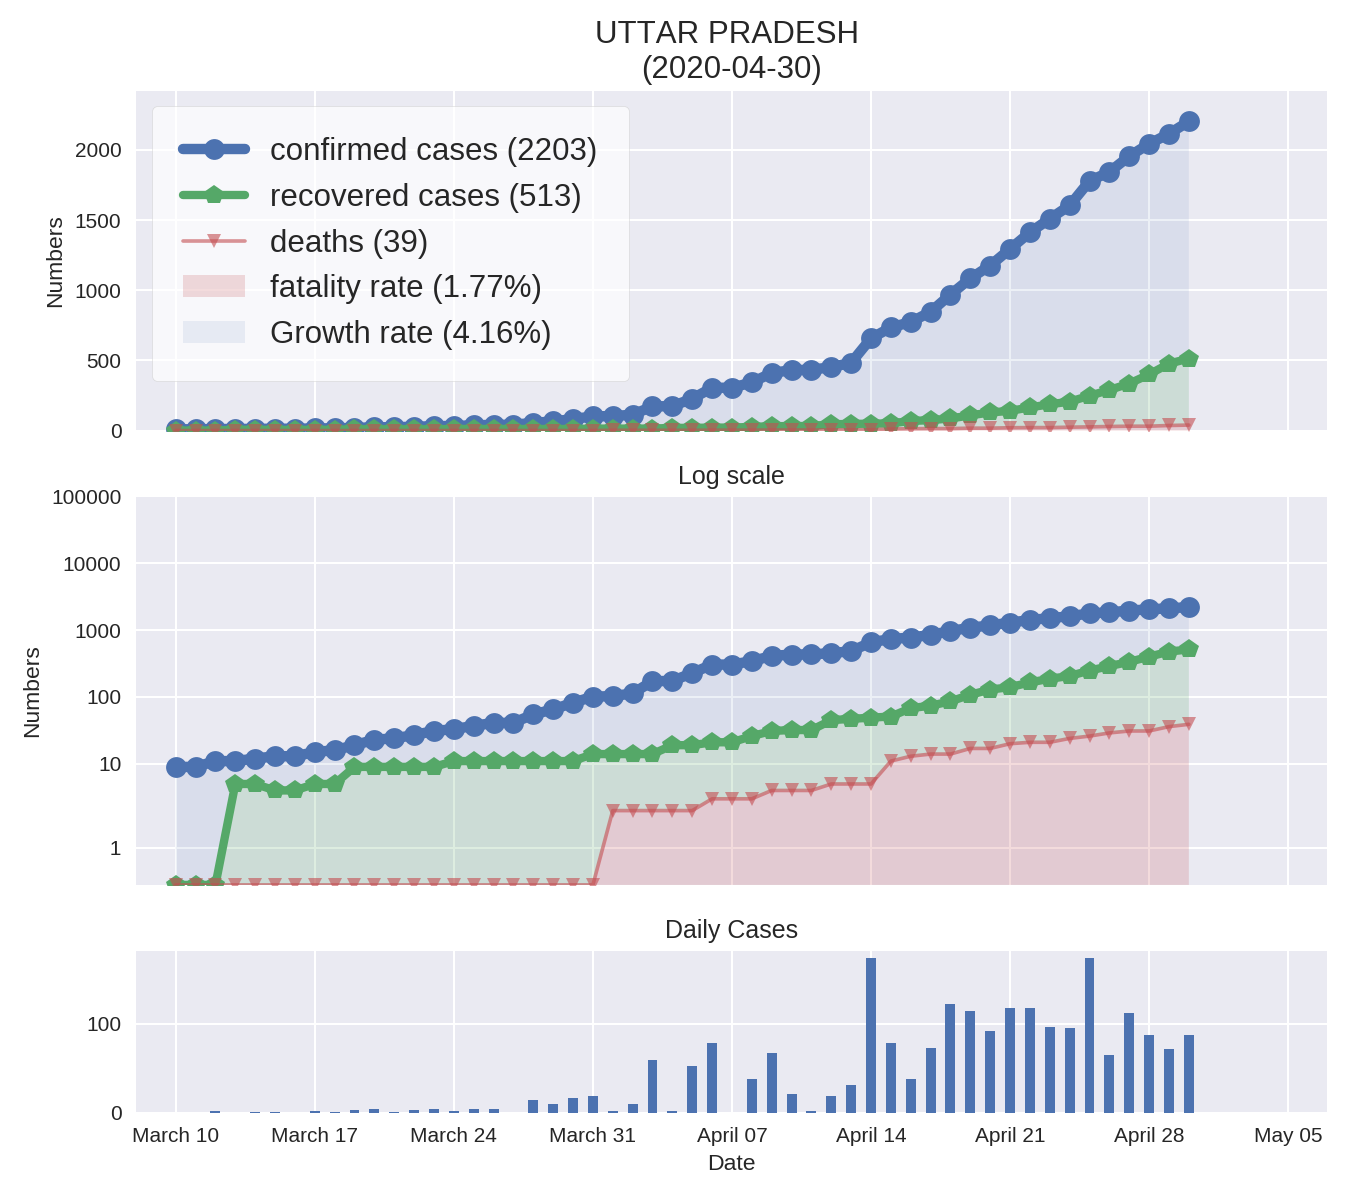 UTTAR PRADESH
(2020-04-30)
confirmed cases (2203)
recovered cases (513)
deaths (39)
fatality rate (1.77%)
Growth rate (4.16%)
Numbers
2000
1500
1000
500
0
Log scale
Numbers
100000
10000
1000
100
10
1
Daily Cases
100
0
March 10 March 17 March 24 March 31 April 07 April 14 April 21 April 28 May 05
Date